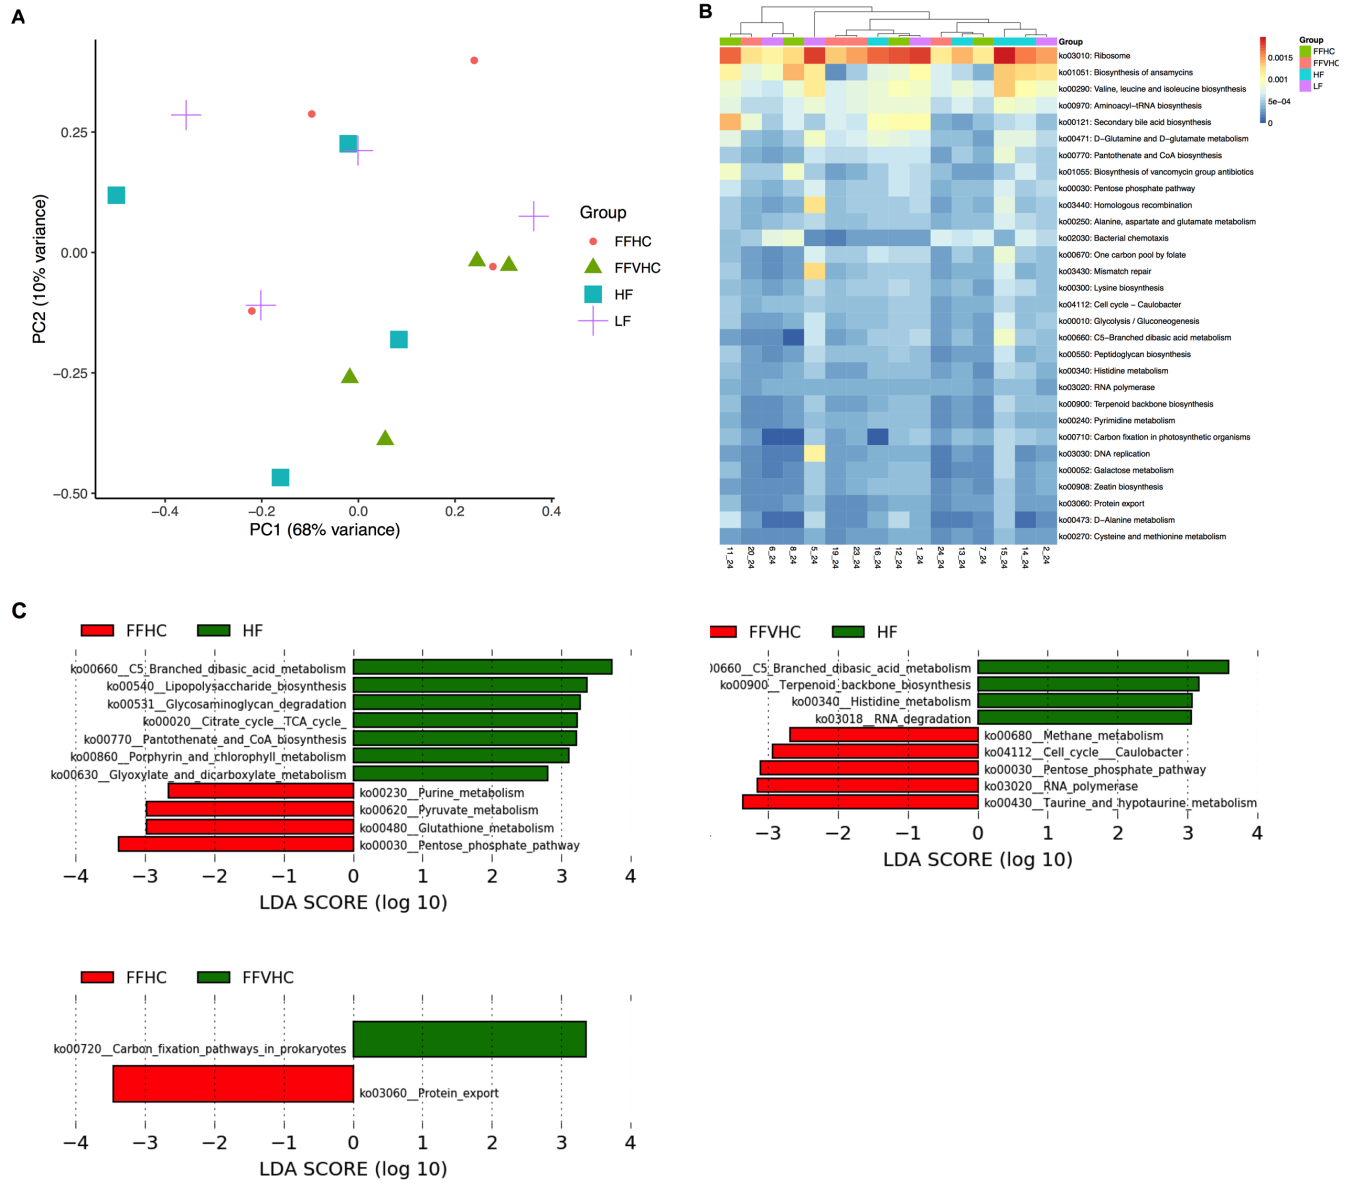 A
PC2 (10% variance)
0.25
0.00
−0.25
−0.50
−0.4
−0.2
0.0
0.2
0.4
PC1 (68% variance)
Group
FFHC
FFVHC
HF
LF
B
Group
ko03010: Ribosome
ko01051: Biosynthesis of ansamycins
ko00290: Valine, leucine and isoleucine biosynthesis
ko00970: Aminoacyl−tRNA biosynthesis
ko00121: Secondary bile acid biosynthesis
ko00471: D−Glutamine and D−glutamate metabolism
ko00770: Pantothenate and CoA biosynthesis
ko01055: Biosynthesis of vancomycin group antibiotics
ko00030: Pentose phosphate pathway
ko03440: Homologous recombination
ko00250: Alanine, aspartate and glutamate metabolism
ko02030: Bacterial chemotaxis
ko00670: One carbon pool by folate
ko03430: Mismatch repair
ko00300: Lysine biosynthesis
ko04112: Cell cycle − Caulobacter
ko00010: Glycolysis / Gluconeogenesis
ko00660: C5−Branched dibasic acid metabolism
ko00550: Peptidoglycan biosynthesis
ko00340: Histidine metabolism
ko03020: RNA polymerase
ko00900: Terpenoid backbone biosynthesis
ko00240: Pyrimidine metabolism
ko00710: Carbon fixation in photosynthetic organisms
ko03030: DNA replication
ko00052: Galactose metabolism
ko00908: Zeatin biosynthesis
ko03060: Protein export
ko00473: D−Alanine metabolism
ko00270: Cysteine and methionine metabolism
11_24
20_24
6_24
8_24
5_24
19_24
23_24
16_24
12_24
1_24
24_24
13_24
7_24
15_24
14_24
2_24
0.0015
0.001
5e−04
0
Group
FFHC
FFVHC
HF
LF
C
FFHC HF
ko00660__C5_Branched_dibasic_acid_metabolism
ko00540__Lipopolysaccharide_biosynthesis
ko00531__Glycosaminoglycan_degradation
ko00020__Citrate_cycle__TCA_cycle_
ko00770__Pantothenate_and_CoA_biosynthesis
ko00860__Porphyrin_and_chlorophyll_metabolism
ko00630__Glyoxylate_and_dicarboxylate_metabolism
ko00230__Purine_metabolism
ko00620__Pyruvate_metabolism
ko00480__Glutathione_metabolism
ko00030__Pentose_phosphate_pathway
−4 −3 −2 −1 0 1 2 3 4
LDA SCORE (log 10)
FFVHC HF
0660__C5_Branched_dibasic_acid_metabolism
ko00900__Terpenoid_backbone_biosynthesis
ko00340__Histidine_metabolism
ko03018__RNA_degradation
ko00680__Methane_metabolism
ko04112__Cell_cycle___Caulobacter
ko00030__Pentose_phosphate_pathway
ko03020__RNA_polymerase
ko00430__Taurine_and_hypotaurine_metabolism
−3 −2 −1 0 1 2 3 4
LDA SCORE (log 10)
FFHC FFVHC
ko00720__Carbon_fixation_pathways_in_prokaryotes
ko03060__Protein_export
−4 −3 −2 −1 0 1 2 3 4
LDA SCORE (log 10)